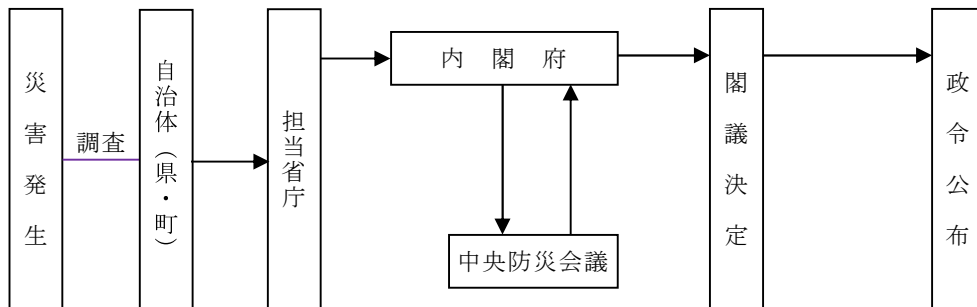 災害発生
調査
自治体（県・町）
担当省庁
内閣府
中央防災会議
閣議決定
政令公布